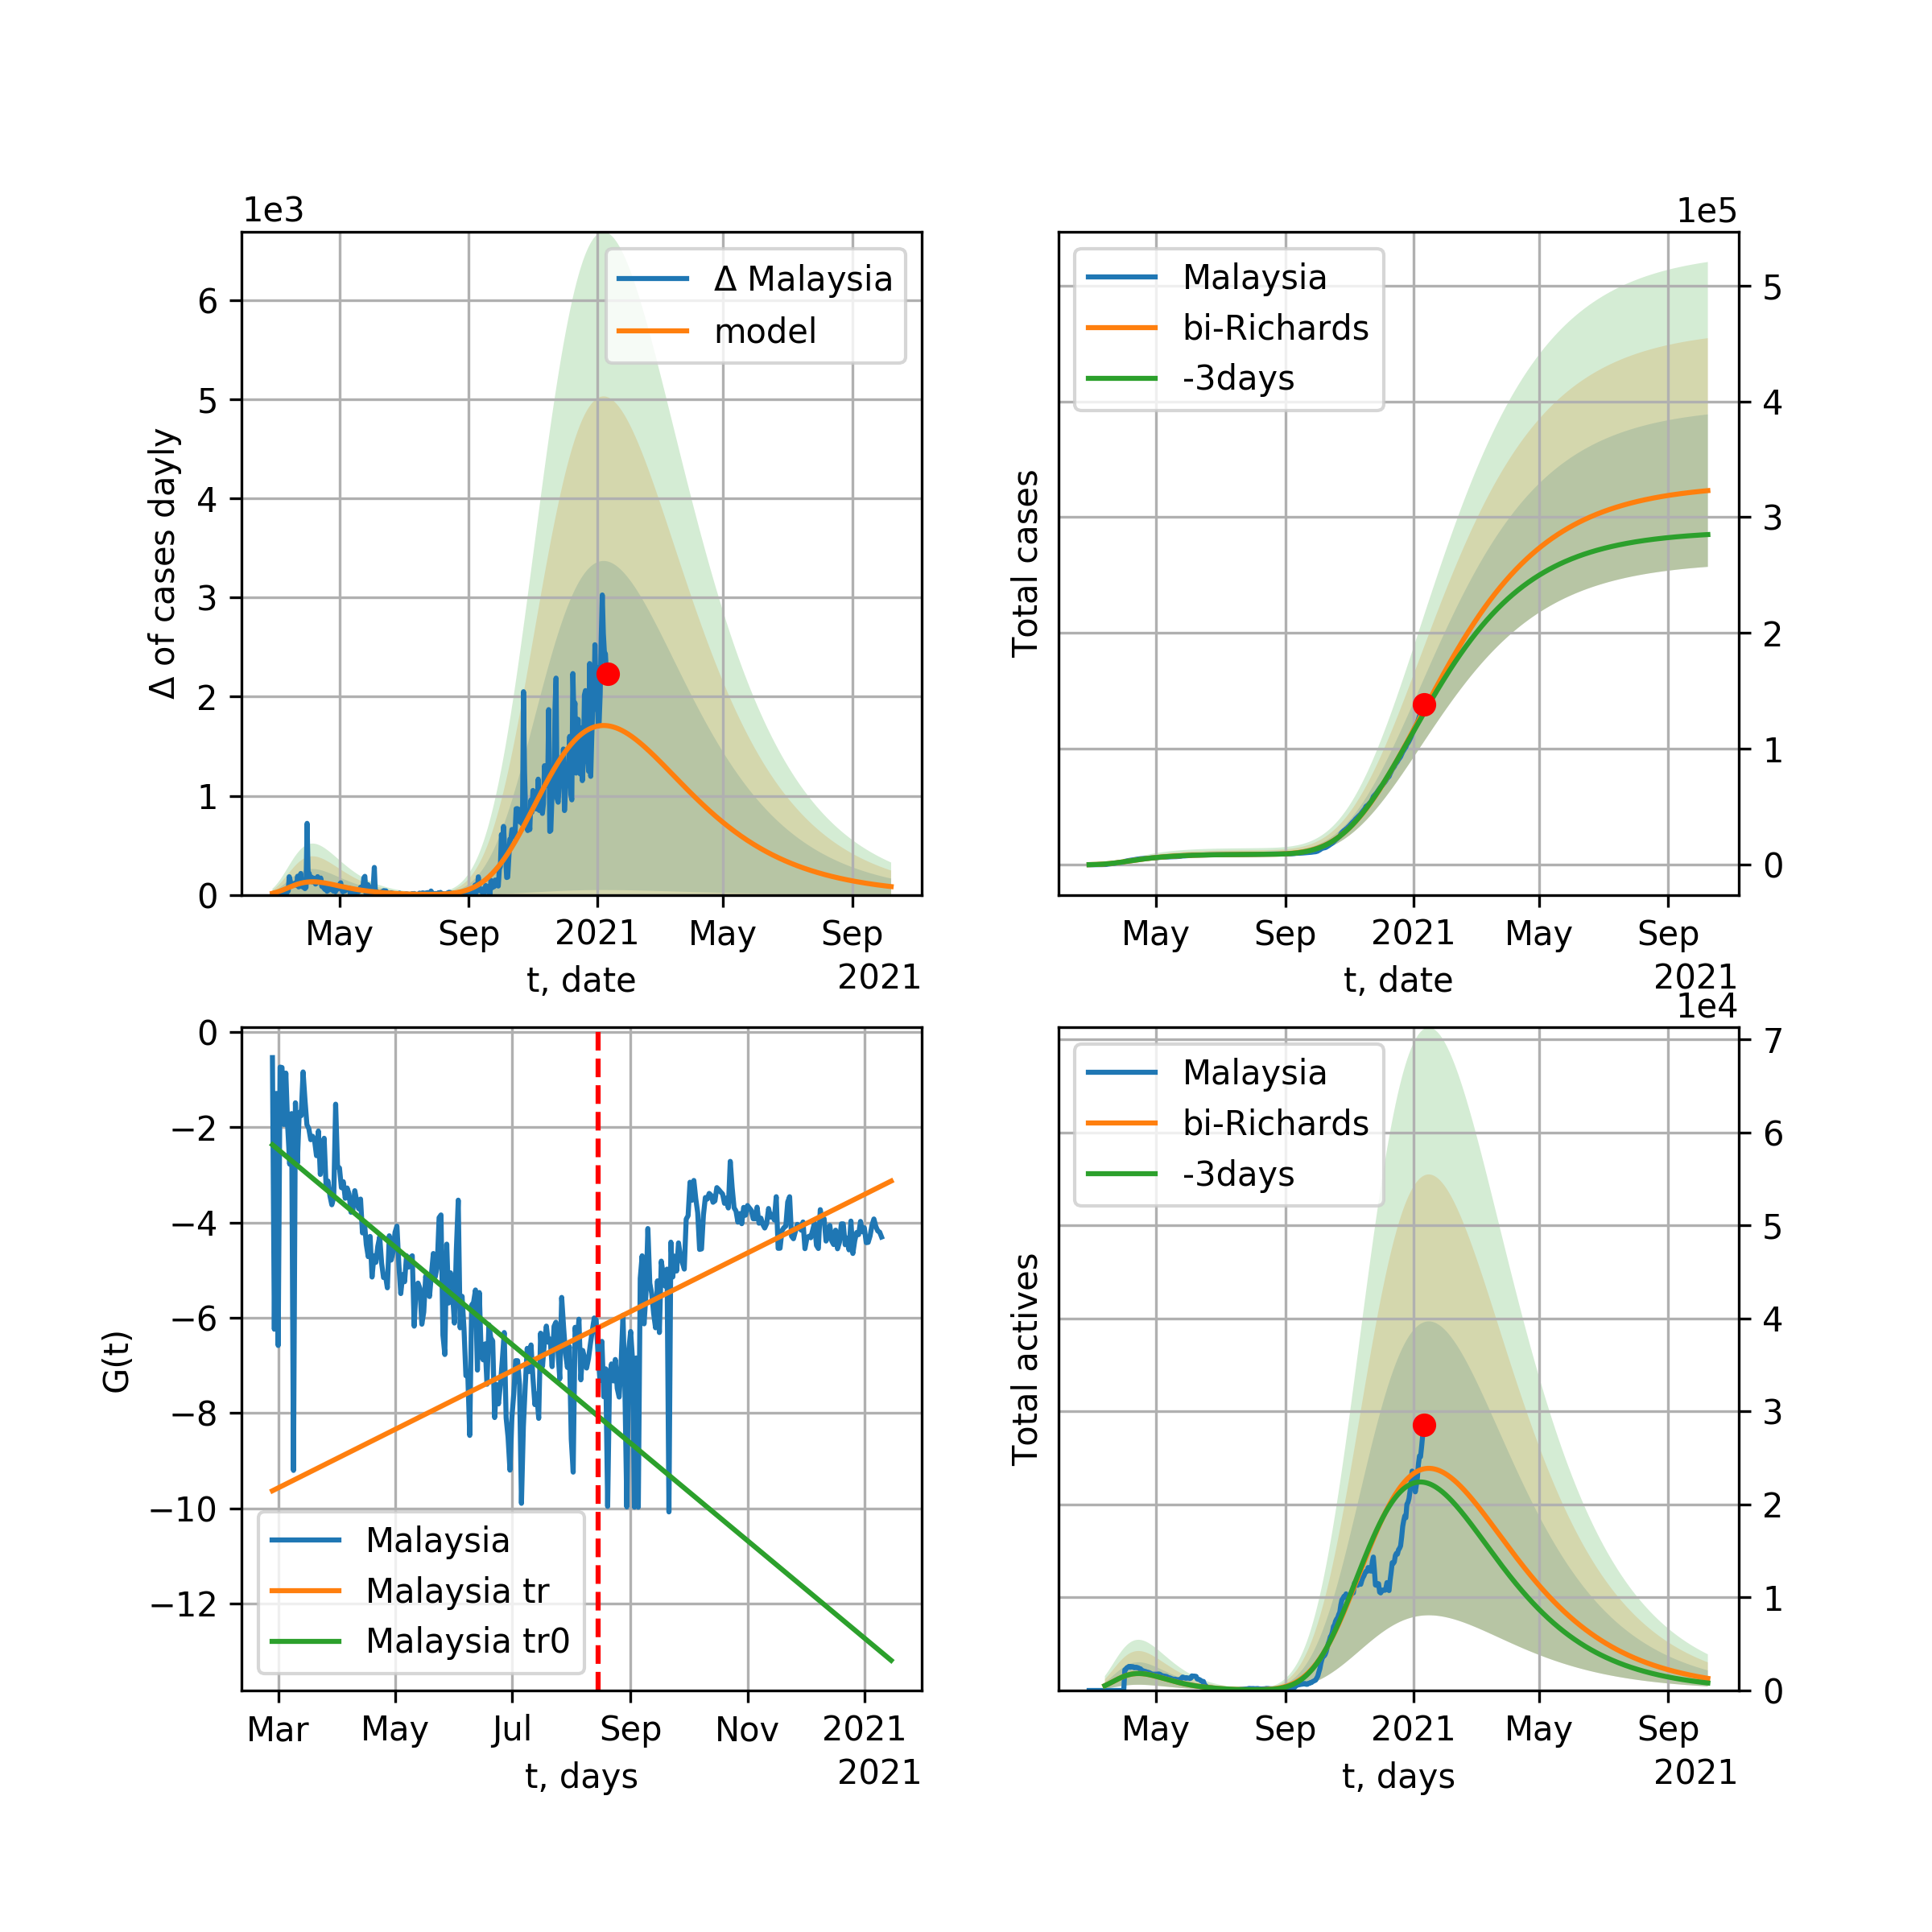 1e3
Δ Malaysia
model
6
5
4
3
2
1
0
Δ of cases dayly
May
Sep
2021
May
Sep
t, date
2021
1e5
Malaysia
bi-Richards
-3days
5
4
3
2
1
0
Total cases
May
Sep
2021
May
Sep
t, date
2021
0
−2
−4
−6
−8
−10
−12
G(t)
Malaysia
Malaysia tr
Malaysia tr0
Mar
May
Jul
Sep
Nov
2021
t, days
2021
1e4
Malaysia
bi-Richards
-3days
7
6
5
4
3
2
1
0
Total actives
May
Sep
2021
May
Sep
t, days
2021